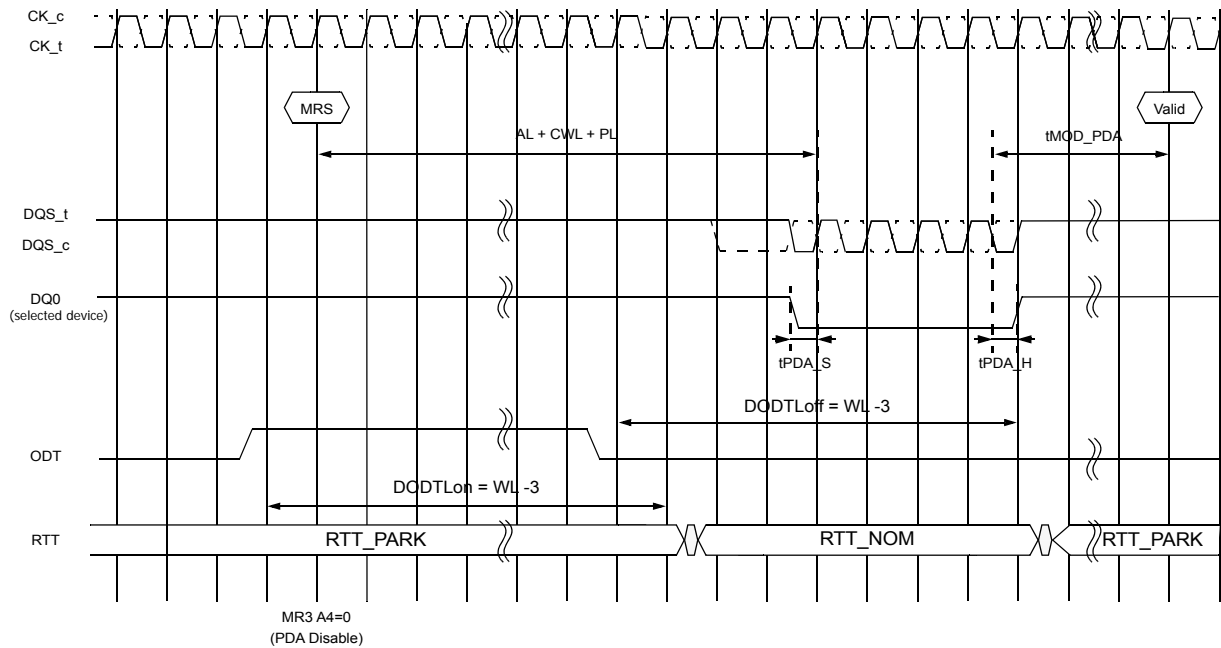 CK_c
CK_t
MRS
Valid
AL + CWL + PL
tMOD_PDA
DQS_t
DQS_c
DQ0
(selected device)
tPDA_S
tPDA_H
DODTLoff = WL -3
ODT
DODTLon = WL -3
RTT
RTT_PARK
RTT_NOM
RTT_PARK
MR3 A4=0
(PDA Disable)